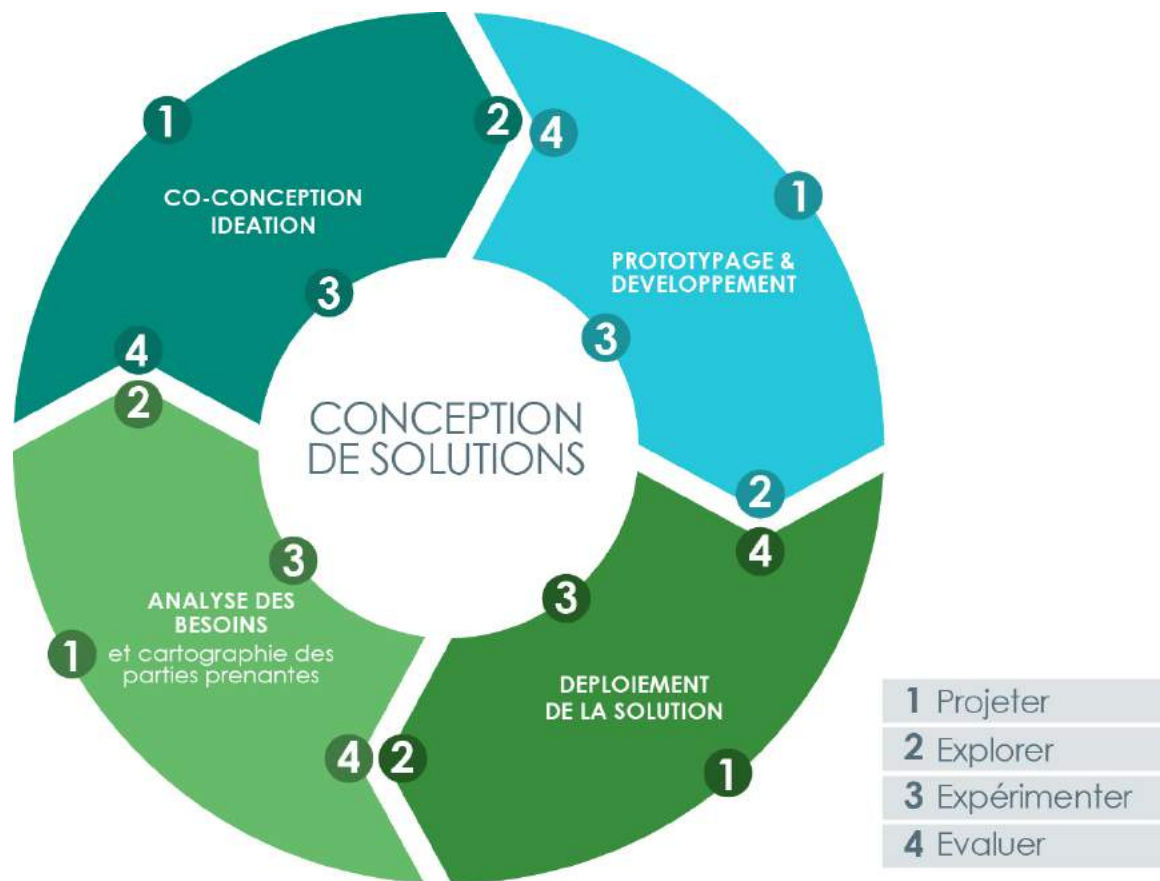 1
2
4
1
CO-CONCEPTION
IDEATION
PROTOTYPAGE &
DEVELOPPEMENT
3
3
4
2
CONCEPTION
DE SOLUTIONS
2
4
3
3
ANALYSE DES
BESOINS
et cartographie des
parties prenantes
1
DEPLOIEMENT
DE LA SOLUTION
4
2
1
1 Projeter
2 Explorer
3 Expérimenter
4 Evaluer